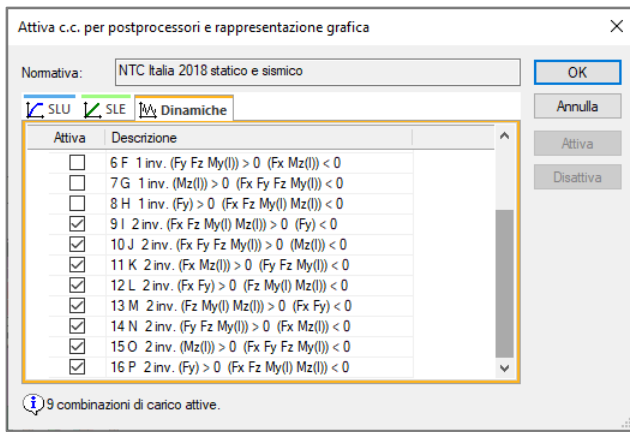 Attiva c.c. per postprocessori e rappresentazione grafica
Normativa: NTC Italia 2018 statico e sismico
OK
SLU SLE Dinamiche
Annulla
Attiva Descrizione
Attiva
6 F 1 inv. (Fy Fz My(l)) > 0 (Fx Mz(l)) < 0
Disattiva
7 G 1 inv. (Mz(l)) > 0 (Fx Fy Fz My(l)) < 0
8 H 1 inv. (Fy) > 0 (Fx Fz My(l) Mz(l)) < 0
9 I 2 inv. (Fx Fz My(l) Mz(l)) > 0 (Fy) < 0
10 J 2 inv. (Fx Fy Fz My(l)) > 0 (Mz(l)) < 0
11 K 2 inv. (Fx Mz(l)) > 0 (Fy Fz My(l)) < 0
12 L 2 inv. (Fx Fy) > 0 (Fz My(l) Mz(l)) < 0
13 M 2 inv. (Fz My(l) Mz(l)) > 0 (Fx Fy) < 0
14 N 2 inv. (Fy Fz My(l)) > 0 (Fx Mz(l)) < 0
15 O 2 inv. (Mz(l)) > 0 (Fx Fy Fz My(l)) < 0
16 P 2 inv. (Fy) > 0 (Fx Fz My(l) Mz(l)) < 0
9 combinazioni di carico attive.